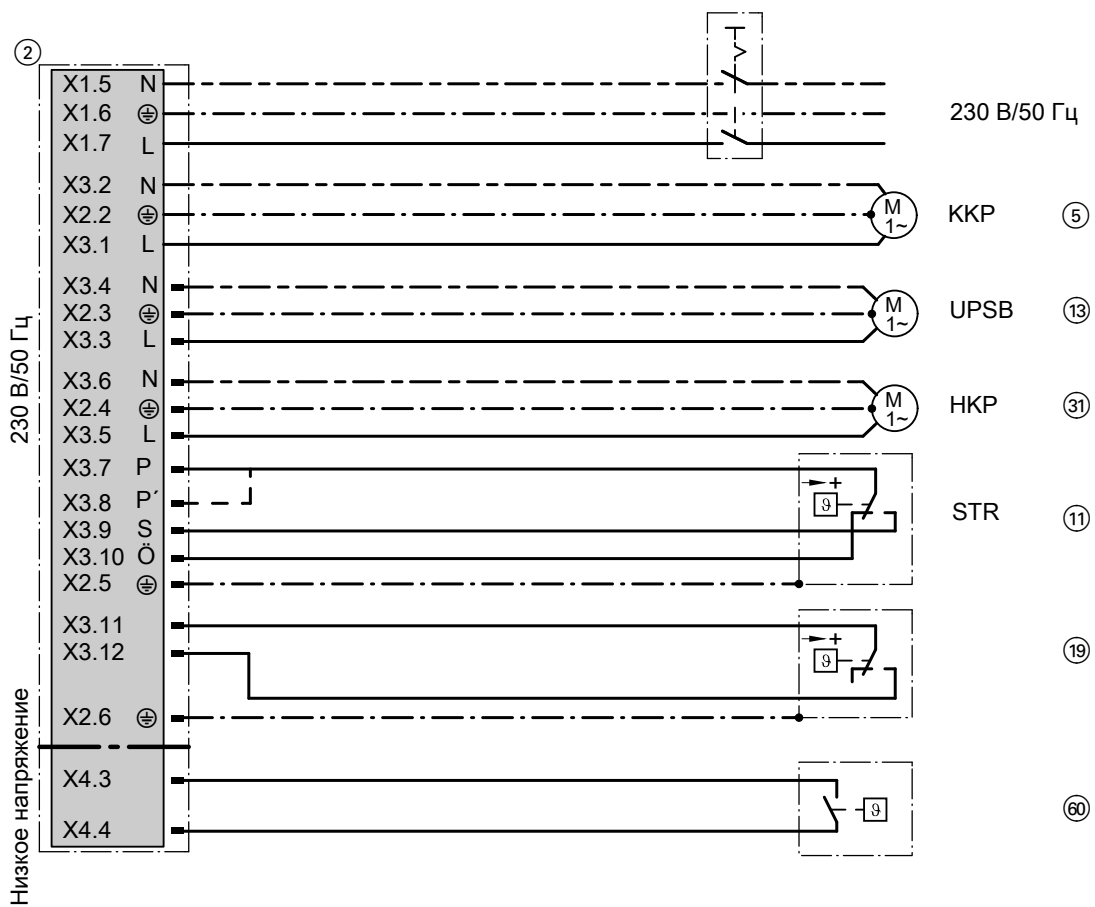 ②
X1.5 N
X1.6
X1.7 L
230 В/50 Гц
X3.2 N
X2.2
X3.1 L
M
1~
KKP ⑤
X3.4 N
X2.3
X3.3 L
M
1~
UPSB ⑬
X3.6 N
X2.4
X3.5 L
M
1~
HKP ㉛
230 В/50 Гц
X3.7 P
X3.8 P´
X3.9 S
X3.10 Ö
X2.5
+
ϑ
STR ⑪
X3.11
X3.12
X2.6
+
ϑ
⑲
Низкое напряжение
X4.3
X4.4
ϑ
60